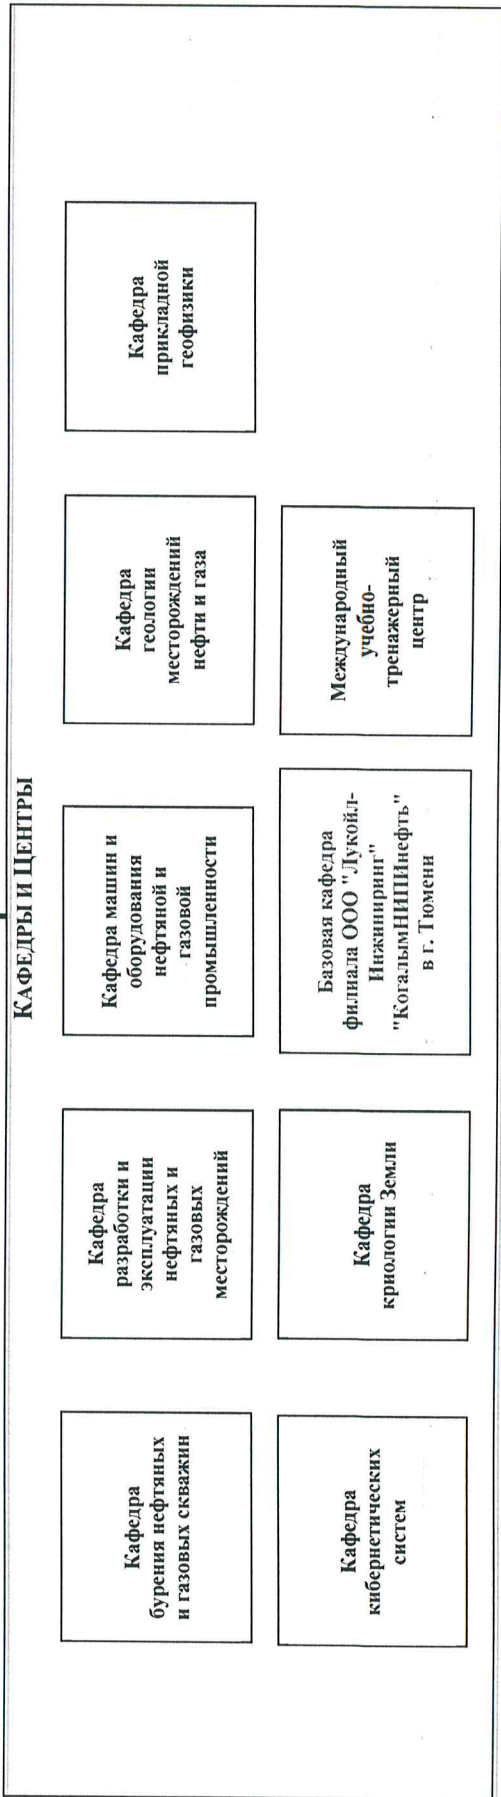 КАФЕДРЫ И ЦЕНТРЫ
Кафедра
бурения нефтяных
и газовых скважин
Кафедра
разработки и
эксплуатации
нефтяных и
газовых
месторождений
Кафедра машин и
оборудования
нефтяной и
газовой
промышленности
Кафедра
геологии
месторождений
нефти и газа
Кафедра
прикладной
геофизики
Кафедра
кибернетических
систем
Кафедра
криологии Земли
Базовая кафедра
филиала ООО "Лукойл-
Инжиниринг"
"КогалымНИПИнефть"
в г. Тюмени
Международный
учебно-
тренажерный
центр